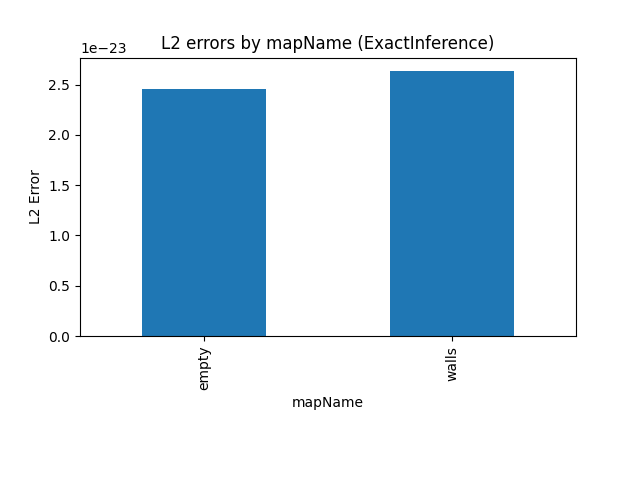 L2 errors by mapName (ExactInference)
1e−23
2.5
2.0
1.5
1.0
0.5
0.0
L2 Error
empty
walls
mapName